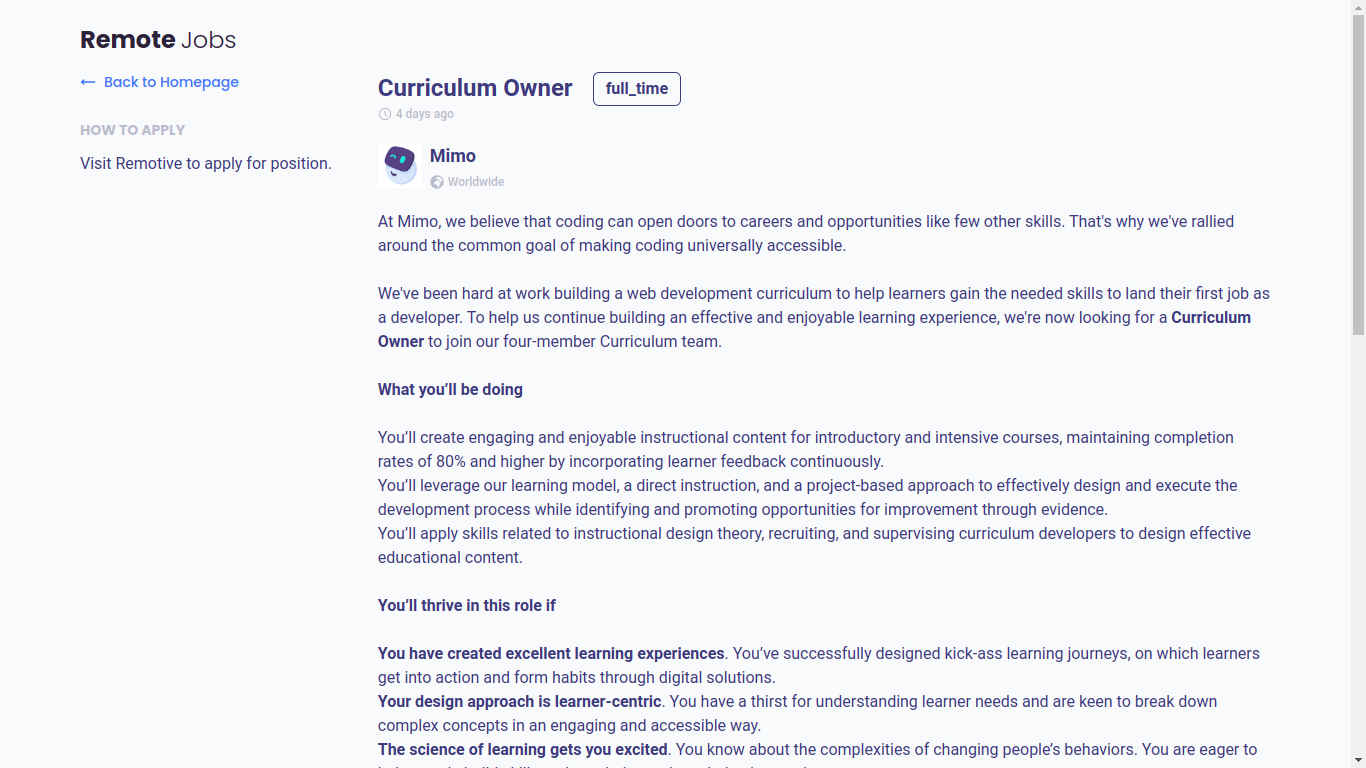 Remote Jobs
Back to Homepage
HOW TO APPLY
Visit Remotive to apply for position.
Curriculum Owner
full_time
4 days ago
Mimo
Worldwide
At Mimo, we believe that coding can open doors to careers and opportunities like few other skills. That's why we've rallied
around the common goal of making coding universally accessible.
We've been hard at work building a web development curriculum to help learners gain the needed skills to land their first job as
a developer. To help us continue building an effective and enjoyable learning experience, we're now looking for a Curriculum
Owner to join our four-member Curriculum team.
What you’ll be doing
You’ll create engaging and enjoyable instructional content for introductory and intensive courses, maintaining completion
rates of 80% and higher by incorporating learner feedback continuously.
You’ll leverage our learning model, a direct instruction, and a project-based approach to effectively design and execute the
development process while identifying and promoting opportunities for improvement through evidence.
You’ll apply skills related to instructional design theory, recruiting, and supervising curriculum developers to design effective
educational content.
You’ll thrive in this role if
You have created excellent learning experiences. You’ve successfully designed kick-ass learning journeys, on which learners
get into action and form habits through digital solutions.
Your design approach is learner-centric. You have a thirst for understanding learner needs and are keen to break down
complex concepts in an engaging and accessible way.
The science of learning gets you excited. You know about the complexities of changing people’s behaviors. You are eager to